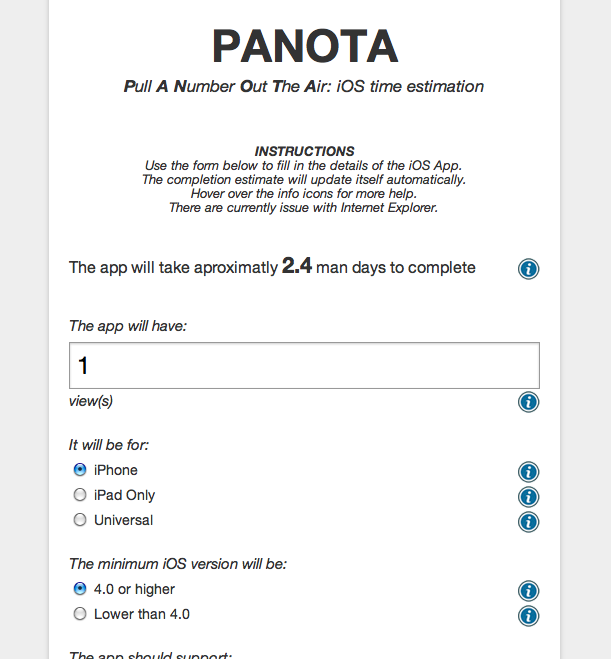 PANOTA
Pull A Number Out The Air: iOS time estimation
INSTRUCTIONS
Use the form below to fill in the details of the iOS App.
The completion estimate will update itself automatically.
Hover over the info icons for more help.
There are currently issue with Internet Explorer.
The app will take aproximatly 2.4 man days to complete
The app will have:
1
view(s)
It will be for:
iPhone
iPad Only
Universal
The minimum iOS version will be:
4.0 or higher
Lower than 4.0
The app should support: